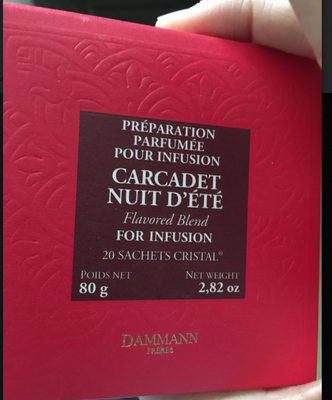 PRÉPARATION
PARFUMÉE
POUR INFUSION
CARCADET
NUIT D'ÉTÉ
Flavored Blend
FOR INFUSION
20 SACHETS CRISTAL®
POIDS NET NET WEIGHT
80 g 2,82 oz
DAMMANN
FRÈRES